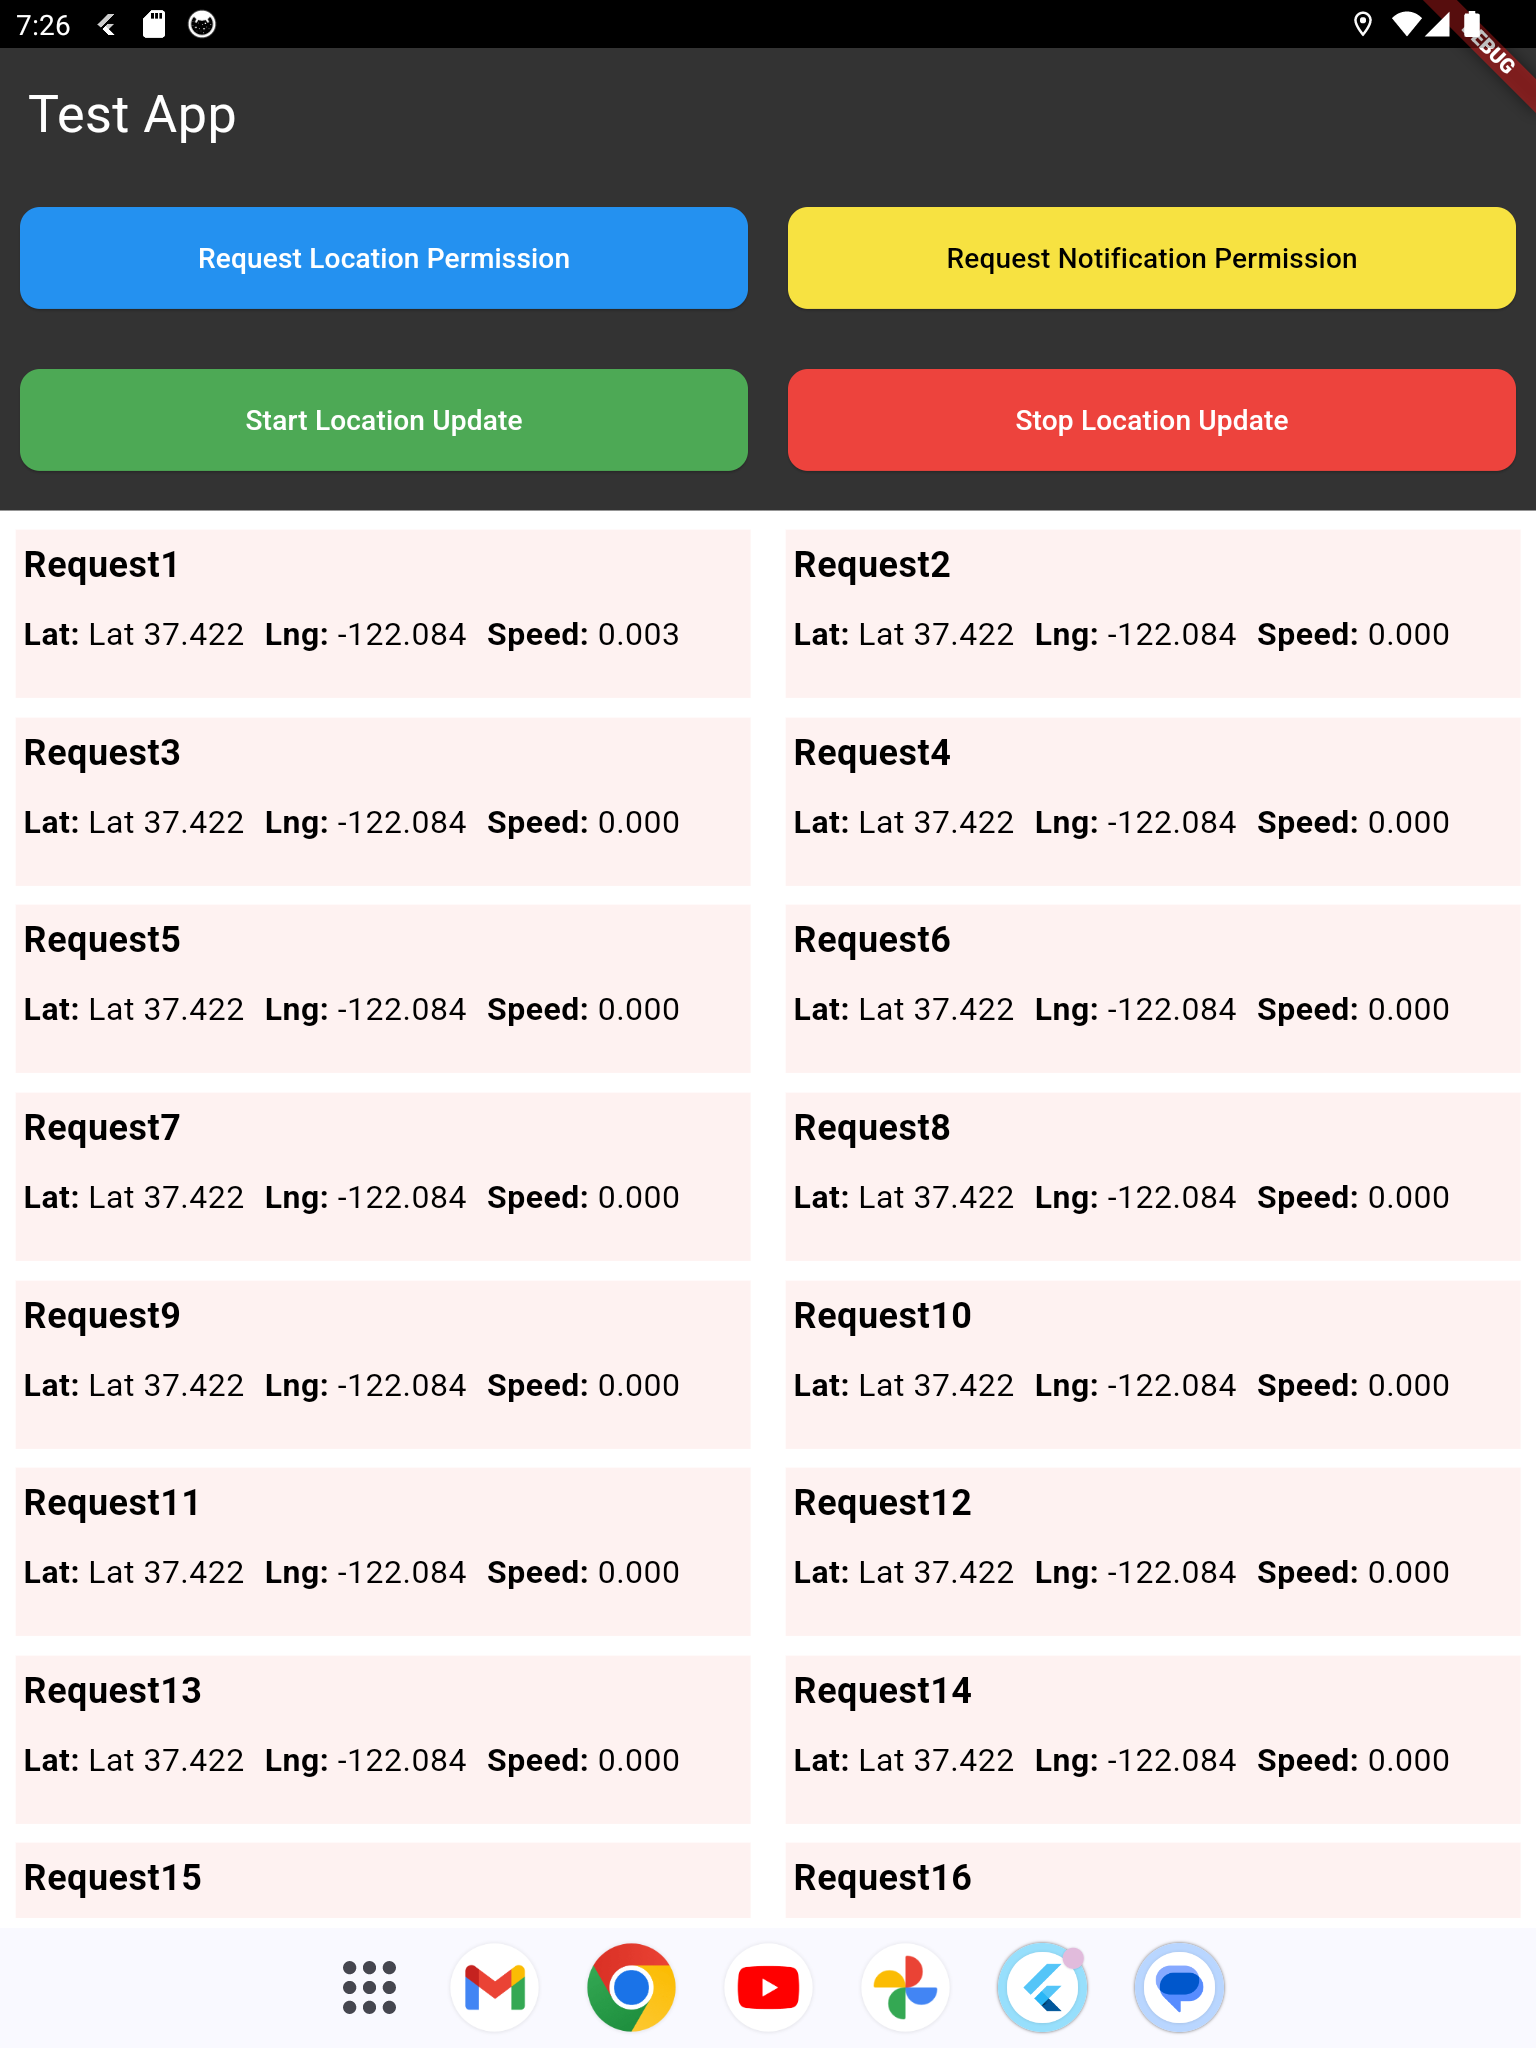 7:26
DEBUG
Test App
Request Location Permission
Request Notification Permission
Start Location Update
Stop Location Update
Request1
Lat: Lat 37.422 Lng: -122.084 Speed: 0.003
Request2
Lat: Lat 37.422 Lng: -122.084 Speed: 0.000
Request3
Lat: Lat 37.422 Lng: -122.084 Speed: 0.000
Request4
Lat: Lat 37.422 Lng: -122.084 Speed: 0.000
Request5
Lat: Lat 37.422 Lng: -122.084 Speed: 0.000
Request6
Lat: Lat 37.422 Lng: -122.084 Speed: 0.000
Request7
Lat: Lat 37.422 Lng: -122.084 Speed: 0.000
Request8
Lat: Lat 37.422 Lng: -122.084 Speed: 0.000
Request9
Lat: Lat 37.422 Lng: -122.084 Speed: 0.000
Request10
Lat: Lat 37.422 Lng: -122.084 Speed: 0.000
Request11
Lat: Lat 37.422 Lng: -122.084 Speed: 0.000
Request12
Lat: Lat 37.422 Lng: -122.084 Speed: 0.000
Request13
Lat: Lat 37.422 Lng: -122.084 Speed: 0.000
Request14
Lat: Lat 37.422 Lng: -122.084 Speed: 0.000
Request15
Request16